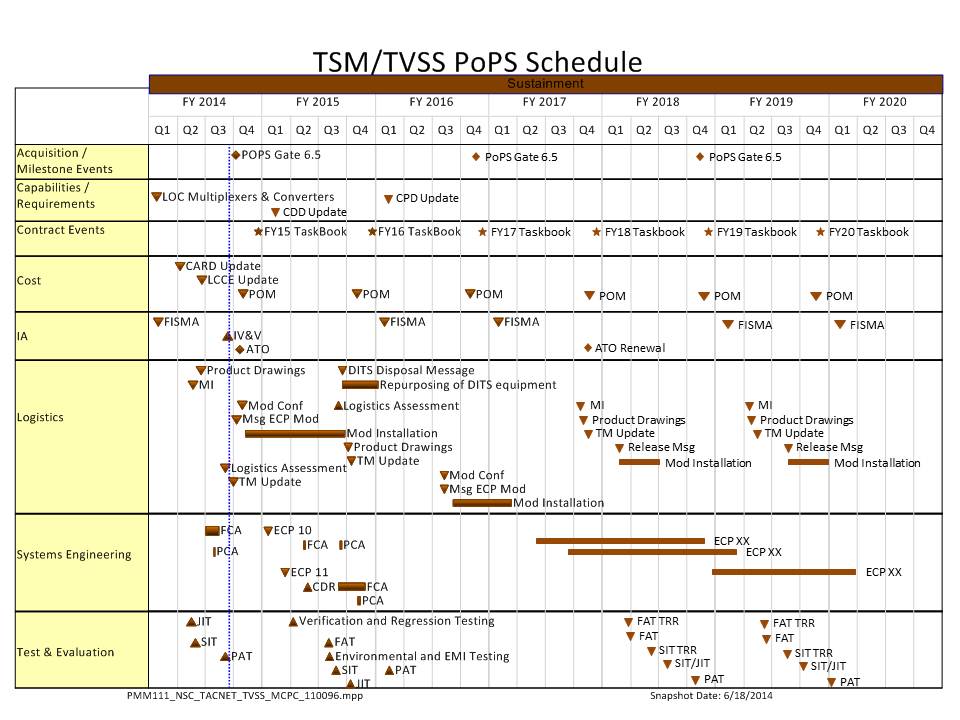 TSM/TVSS PoPS Schedule
Sustainment
FY 2014 FY 2015 FY 2016 FY 2017 FY 2018 FY 2019 FY 2020
Q1 Q2 Q3 Q4 Q1 Q2 Q3 Q4 Q1 Q2 Q3 Q4 Q1 Q2 Q3 Q4 Q1 Q2 Q3 Q4 Q1 Q2 Q3 Q4 Q1 Q2 Q3 Q4
Acquisition /
Milestone Events
POPS Gate 6.5 PoPS Gate 6.5 PoPS Gate 6.5
Capabilities /
Requirements
LOC Multiplexers & Converters CPD Update
CDD Update
Contract Events
FY15 TaskBook FY16 TaskBook FY17 Taskbook FY18 Taskbook FY19 Taskbook FY20 Taskbook
Cost
CARD Update
LCCE Update
POM POM POM POM POM POM
IA
FISMA FISMA FISMA FISMA FISMA
IV&V
ATO ATO Renewal
Logistics
Product Drawings DITS Disposal Message
MI Repurposing of DITS equipment
Mod Conf Logistics Assessment MI MI
Msg ECP Mod Product Drawings Product Drawings
Mod Installation TM Update TM Update
Product Drawings Release Msg Release Msg
TM Update Mod Installation Mod Installation
Logistics Assessment
Mod Conf
TM Update
Msg ECP Mod
Mod Installation
Systems Engineering
FCA ECP 10
PCA FCA PCA ECP XX
ECP XX
ECP 11 ECP XX
CDR FCA
PCA
Test & Evaluation
JIT Verification and Regression Testing FAT TRR FAT TRR
SIT FAT FAT FAT
PAT Environmental and EMI Testing SIT TRR SIT TRR
SIT PAT SIT/JIT SIT/JIT
JIT PAT PAT
PMM111_NSC_TACNET_TVSS_MCPC_110096.mpp Snapshot Date: 6/18/2014